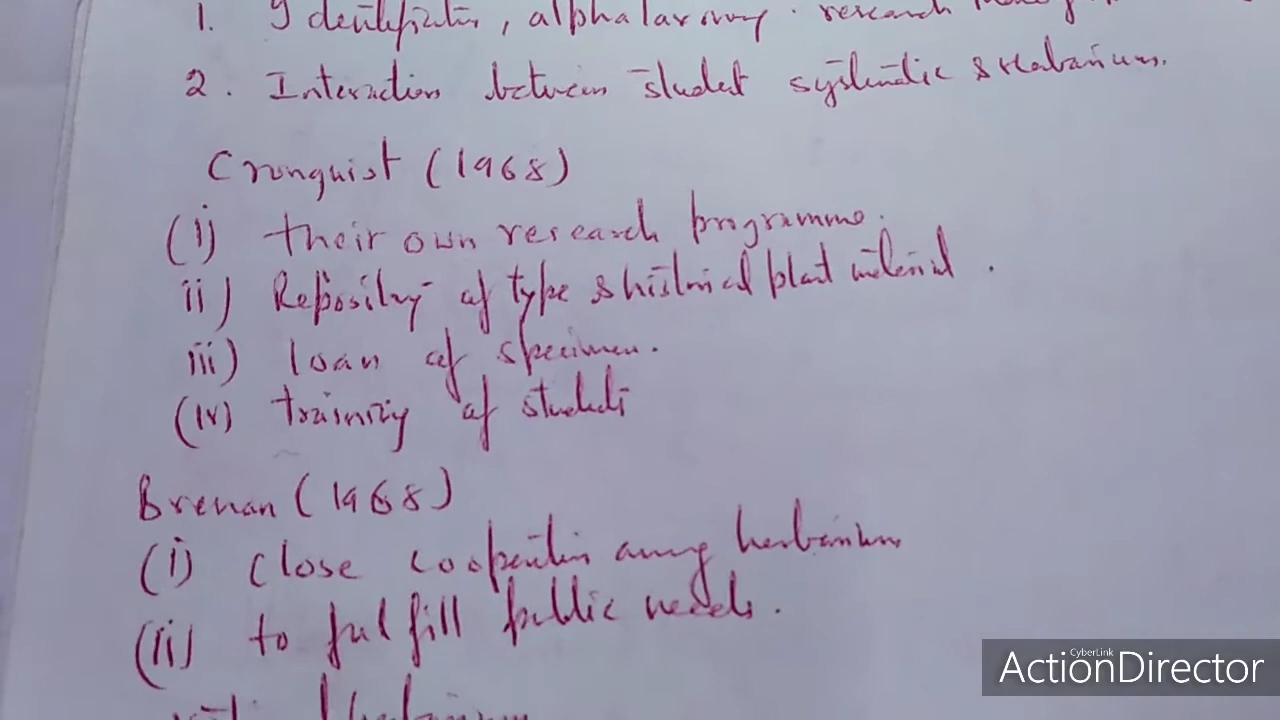 1. Identification, alpha taxonomy. research
2. Interaction between student systematic & Herbarium.
Cronquist (1968)
(i) their own research programme.
ii) Repository of type & historical plant material.
iii) loan of specimen.
(iv) training of students
Brenan (1968)
(i) close cooperation among herbarium
(ii) to fulfill public needs.
herbarium
CyberLink
ActionDirector